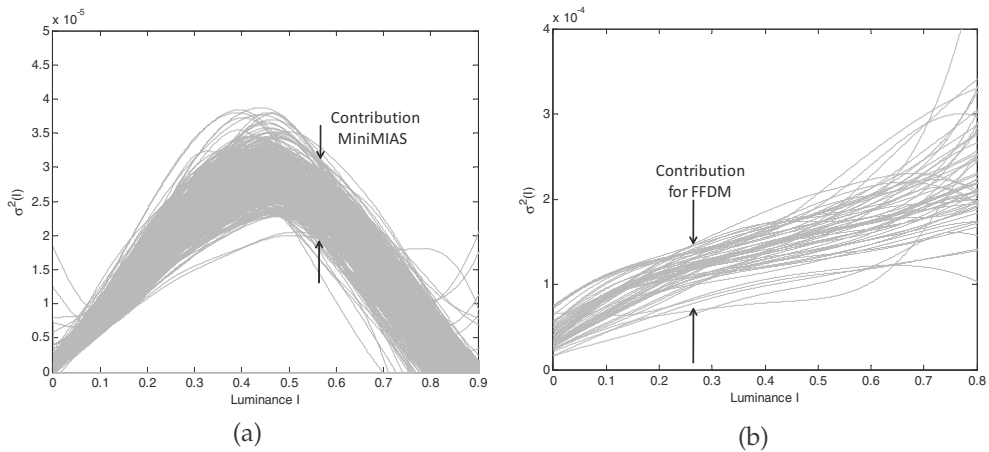 x 10⁻⁵
5
4.5
4
3.5
3
2.5
2
1.5
1
0.5
0
σ²(I)
Contribution
MiniMIAS
0 0.1 0.2 0.3 0.4 0.5 0.6 0.7 0.8 0.9
Luminance I
(a)
x 10⁻⁴
4
3
2
1
0
σ²(I)
Contribution
for FFDM
0 0.1 0.2 0.3 0.4 0.5 0.6 0.7 0.8
Luminance I
(b)